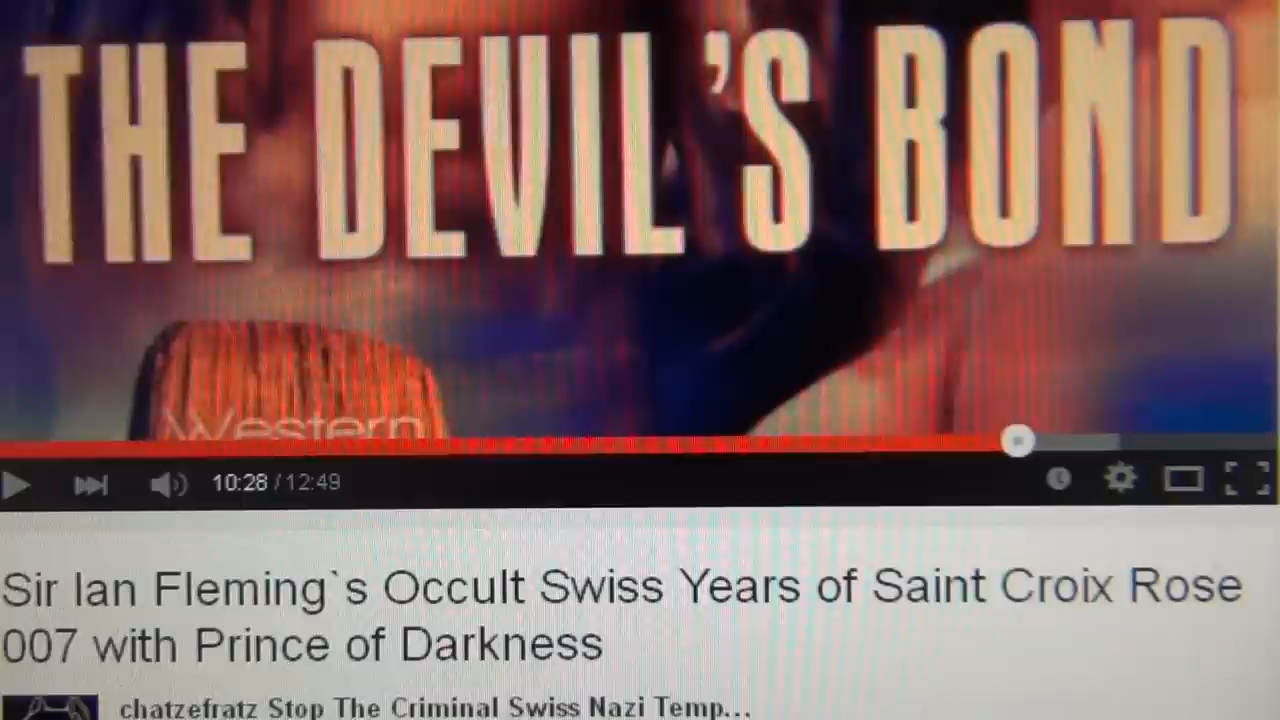 THE DEVIL'S BOND
Western
10:28 / 12:49
Sir Ian Fleming`s Occult Swiss Years of Saint Croix Rose
007 with Prince of Darkness
chatzefratz Stop The Criminal Swiss Nazi Temp...